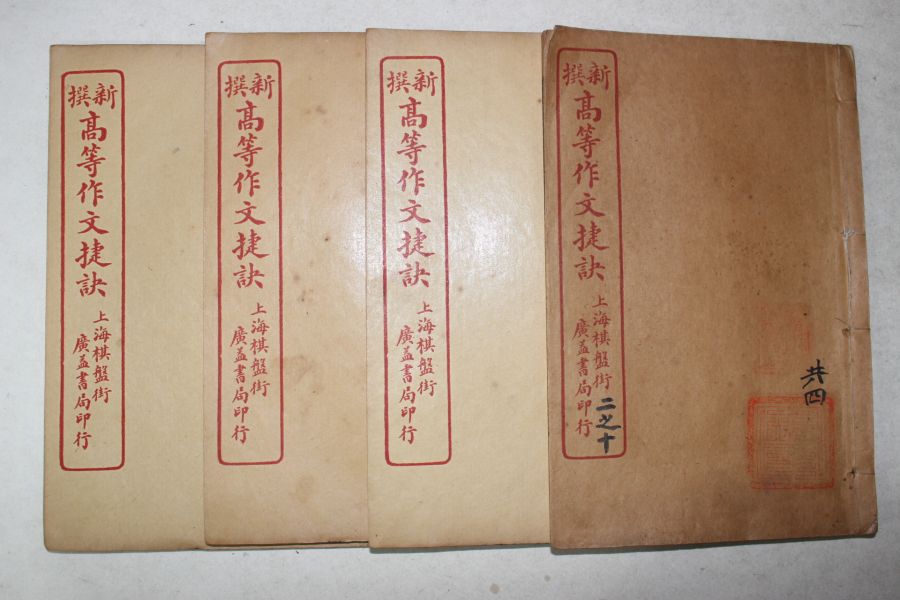 新撰
高等作文捷訣
上海棋盤街
廣益書局印行
二之十
共四
新撰
高等作文捷訣
上海棋盤街
廣益書局印行
新撰
高等作文捷訣
上海棋盤街
廣益書局印行
新撰
高等作文捷訣
上海棋盤街
廣益書局印行